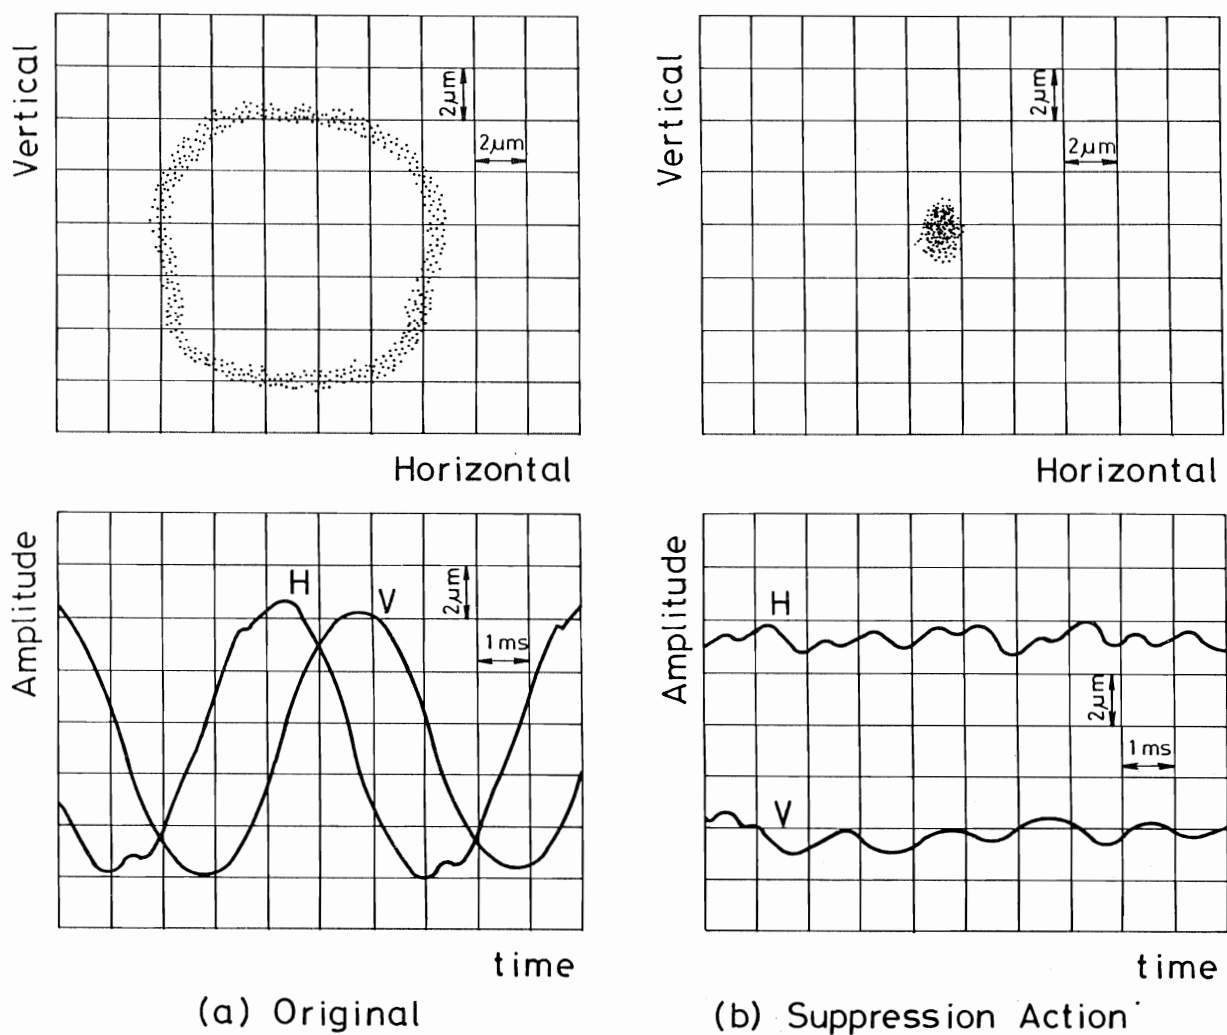 Vertical
2μm
2μm
Horizontal
Vertical
2μm
2μm
Horizontal
Amplitude
H
V
2μm
1ms
time
(a) Original
Amplitude
H
2μm
1ms
V
time
(b) Suppression Action